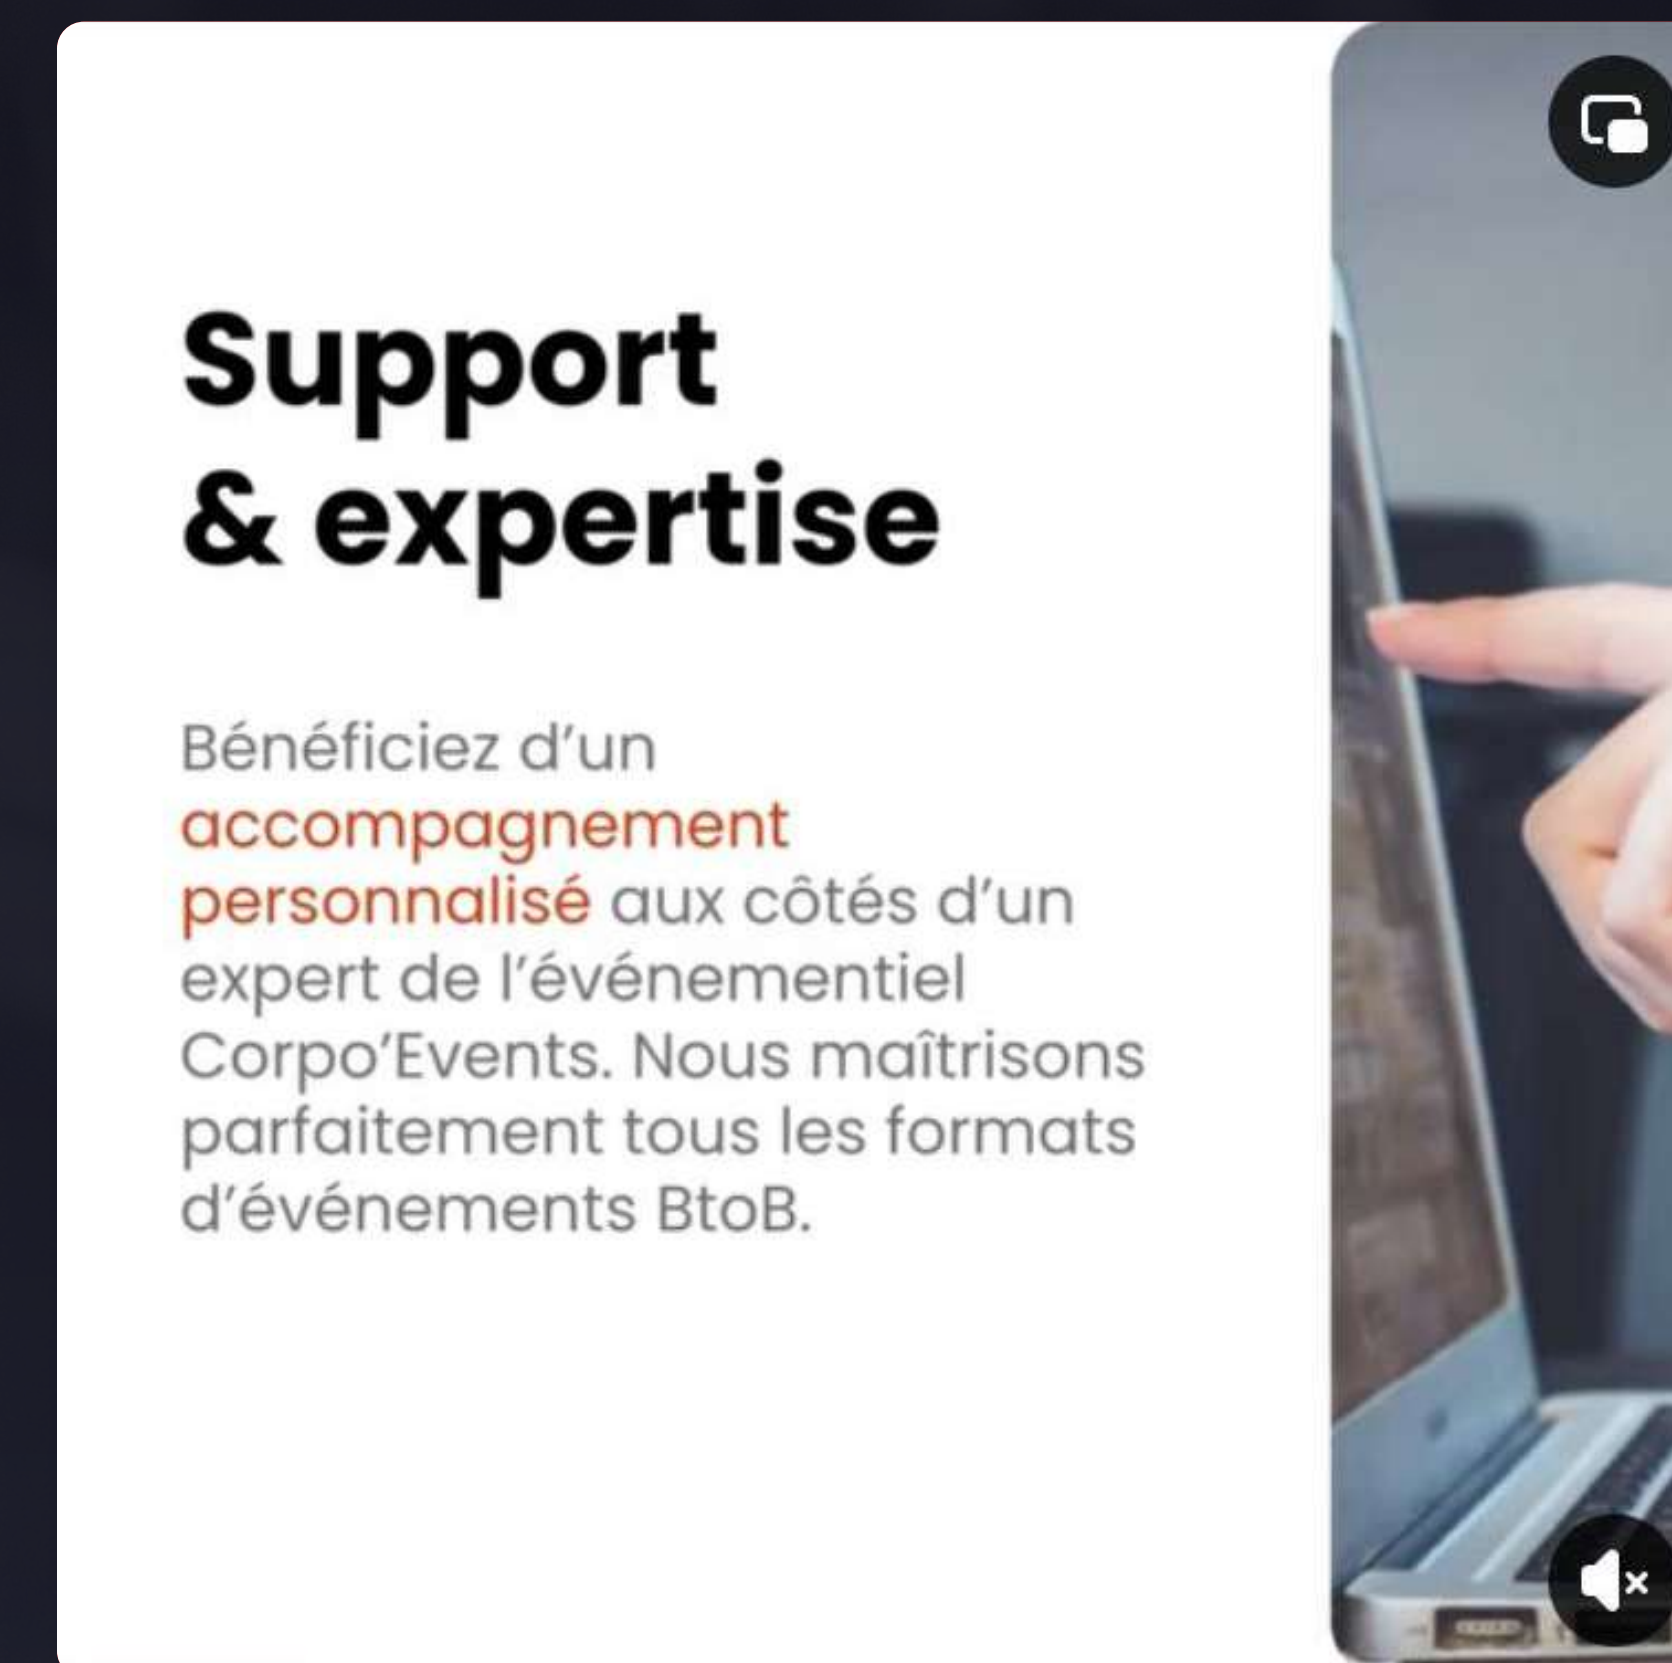 Support
& expertise
Bénéficiez d’un
accompagnement
personnalisé aux côtés d’un
expert de l’événementiel
Corpo’Events. Nous maîtrisons
parfaitement tous les formats
d’événements BtoB.